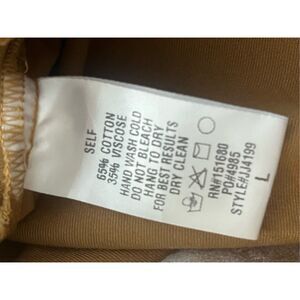 SELF
65% COTTON
35% VISCOSE
HAND WASH COLD
DO NOT BLEACH
HANG TO DRY
FOR BEST RESULTS
DRY CLEAN
RN#151680
PO#4985
STYLE#JJ4199
L